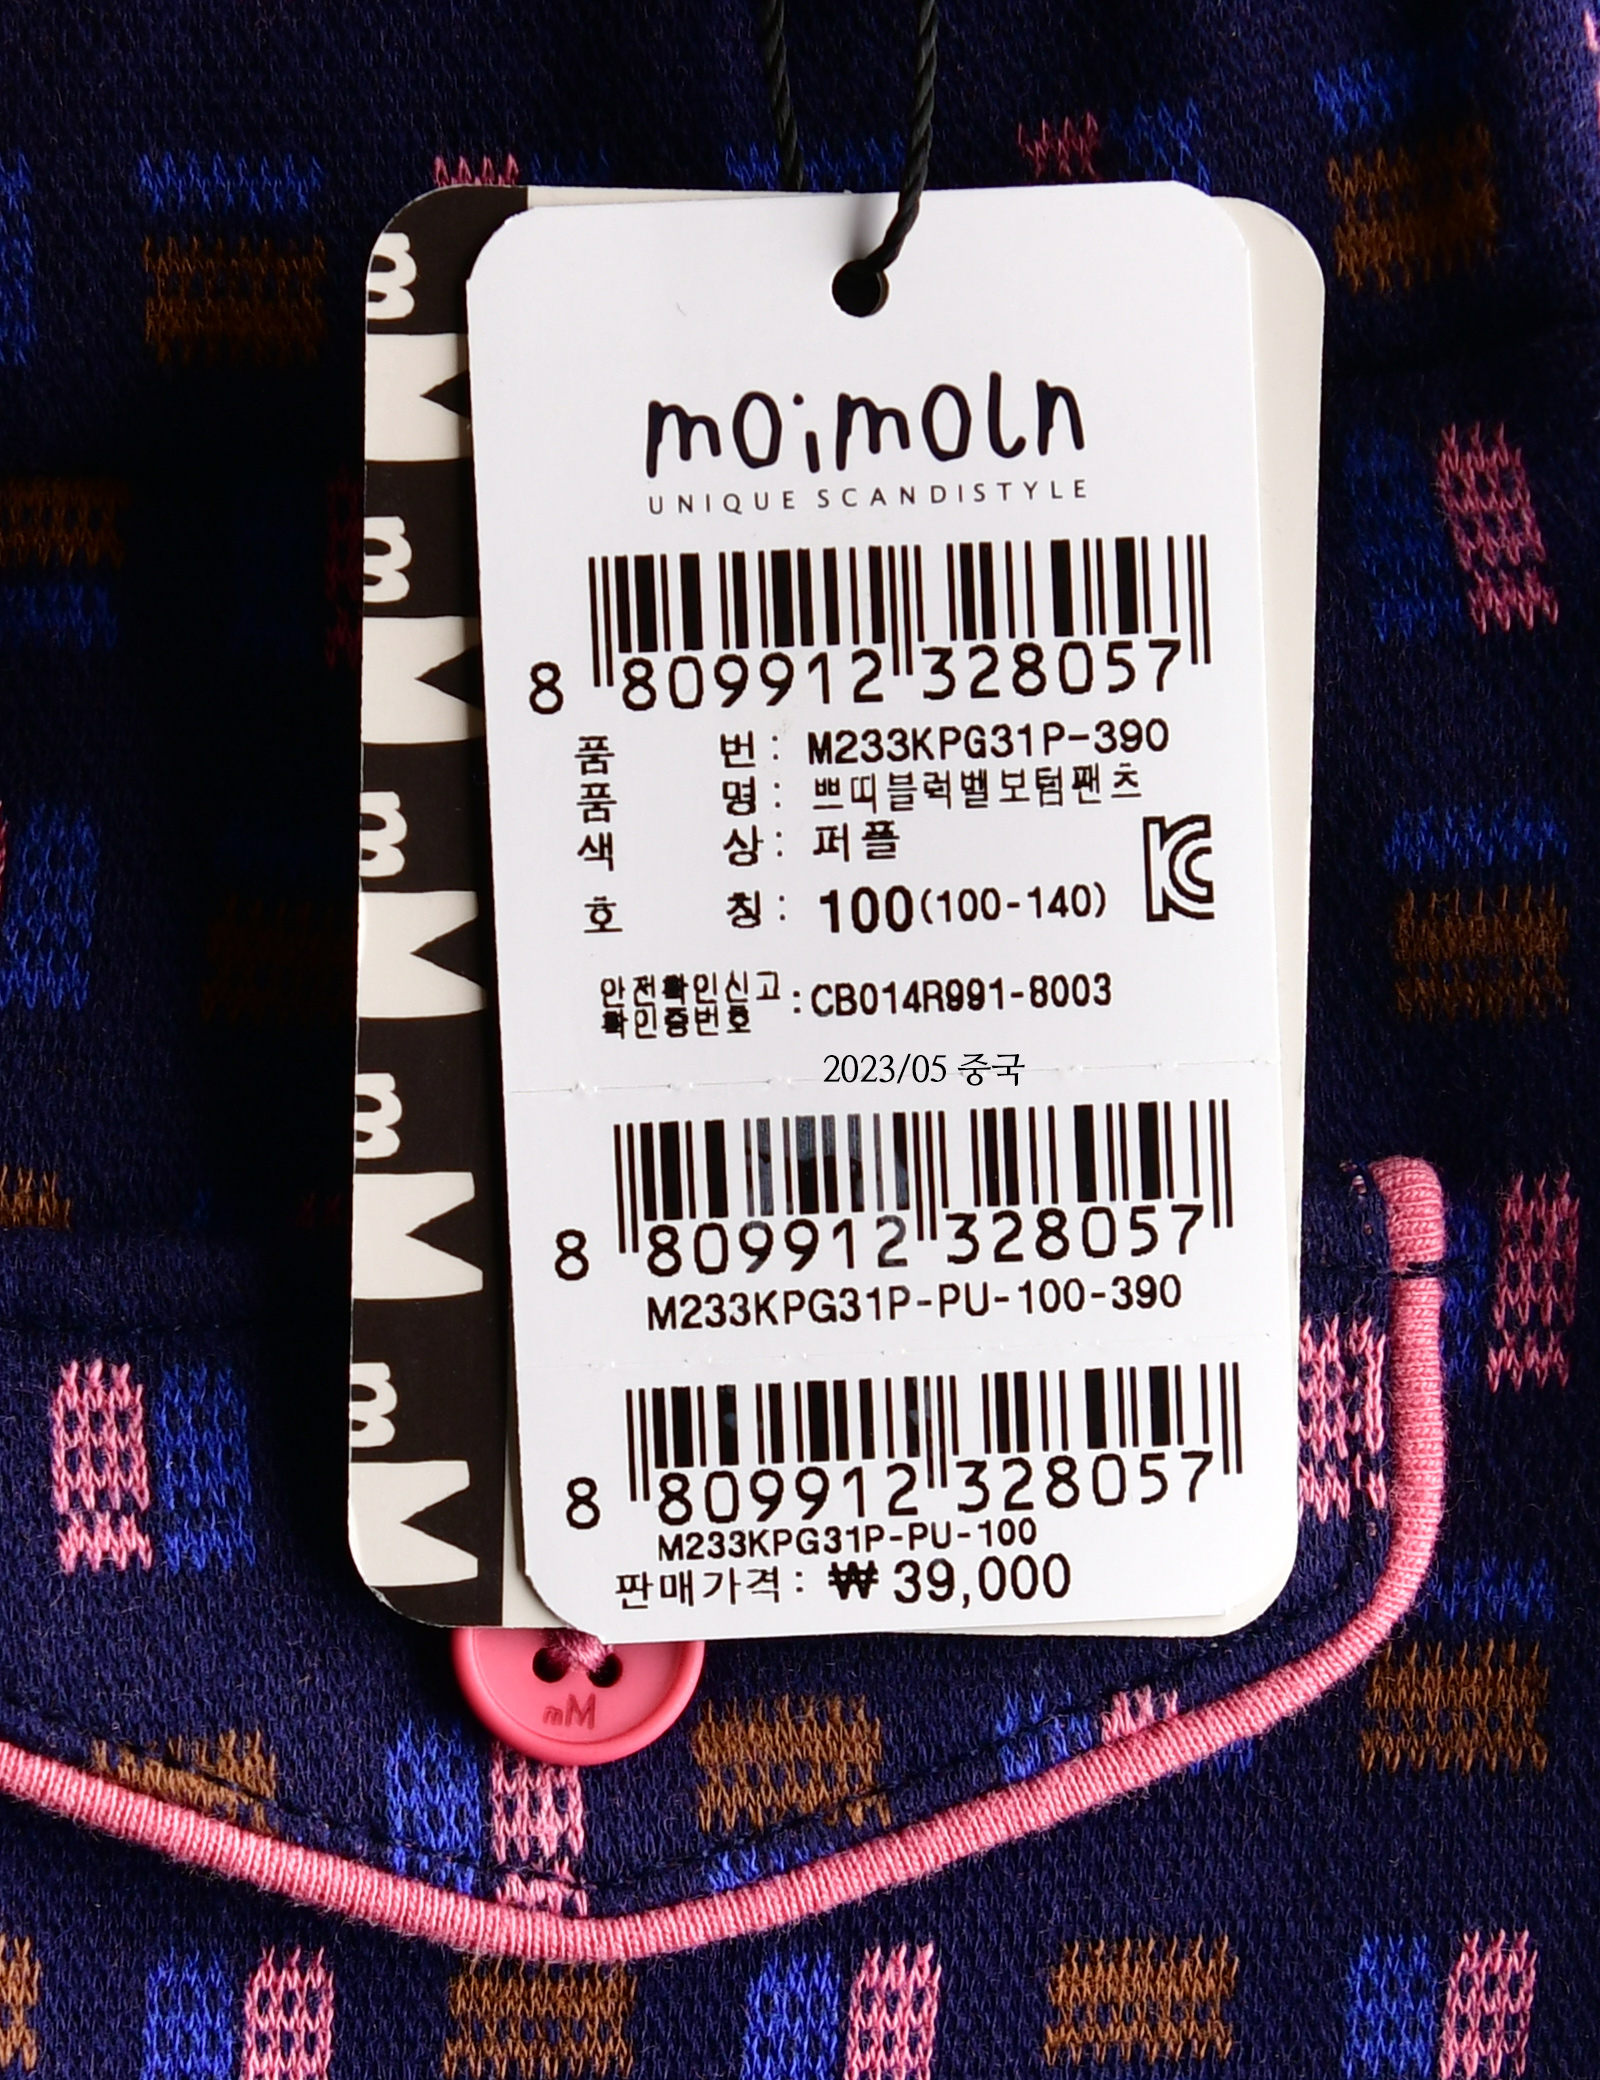 moimoln
UNIQUE SCANDISTYLE
8 809912 328057
품 번 : M233KPG31P-390
품 명 : 쁘띠블럭벨보텀팬츠
색 상 : 퍼플
호 칭 : 100(100-140)
KC
안전확인신고
확인증번호 : CB014R991-8003
2023/05 중국
8 809912 328057
M233KPG31P-PU-100-390
8 809912 328057
M233KPG31P-PU-100
판매가격 : ₩ 39,000
mM